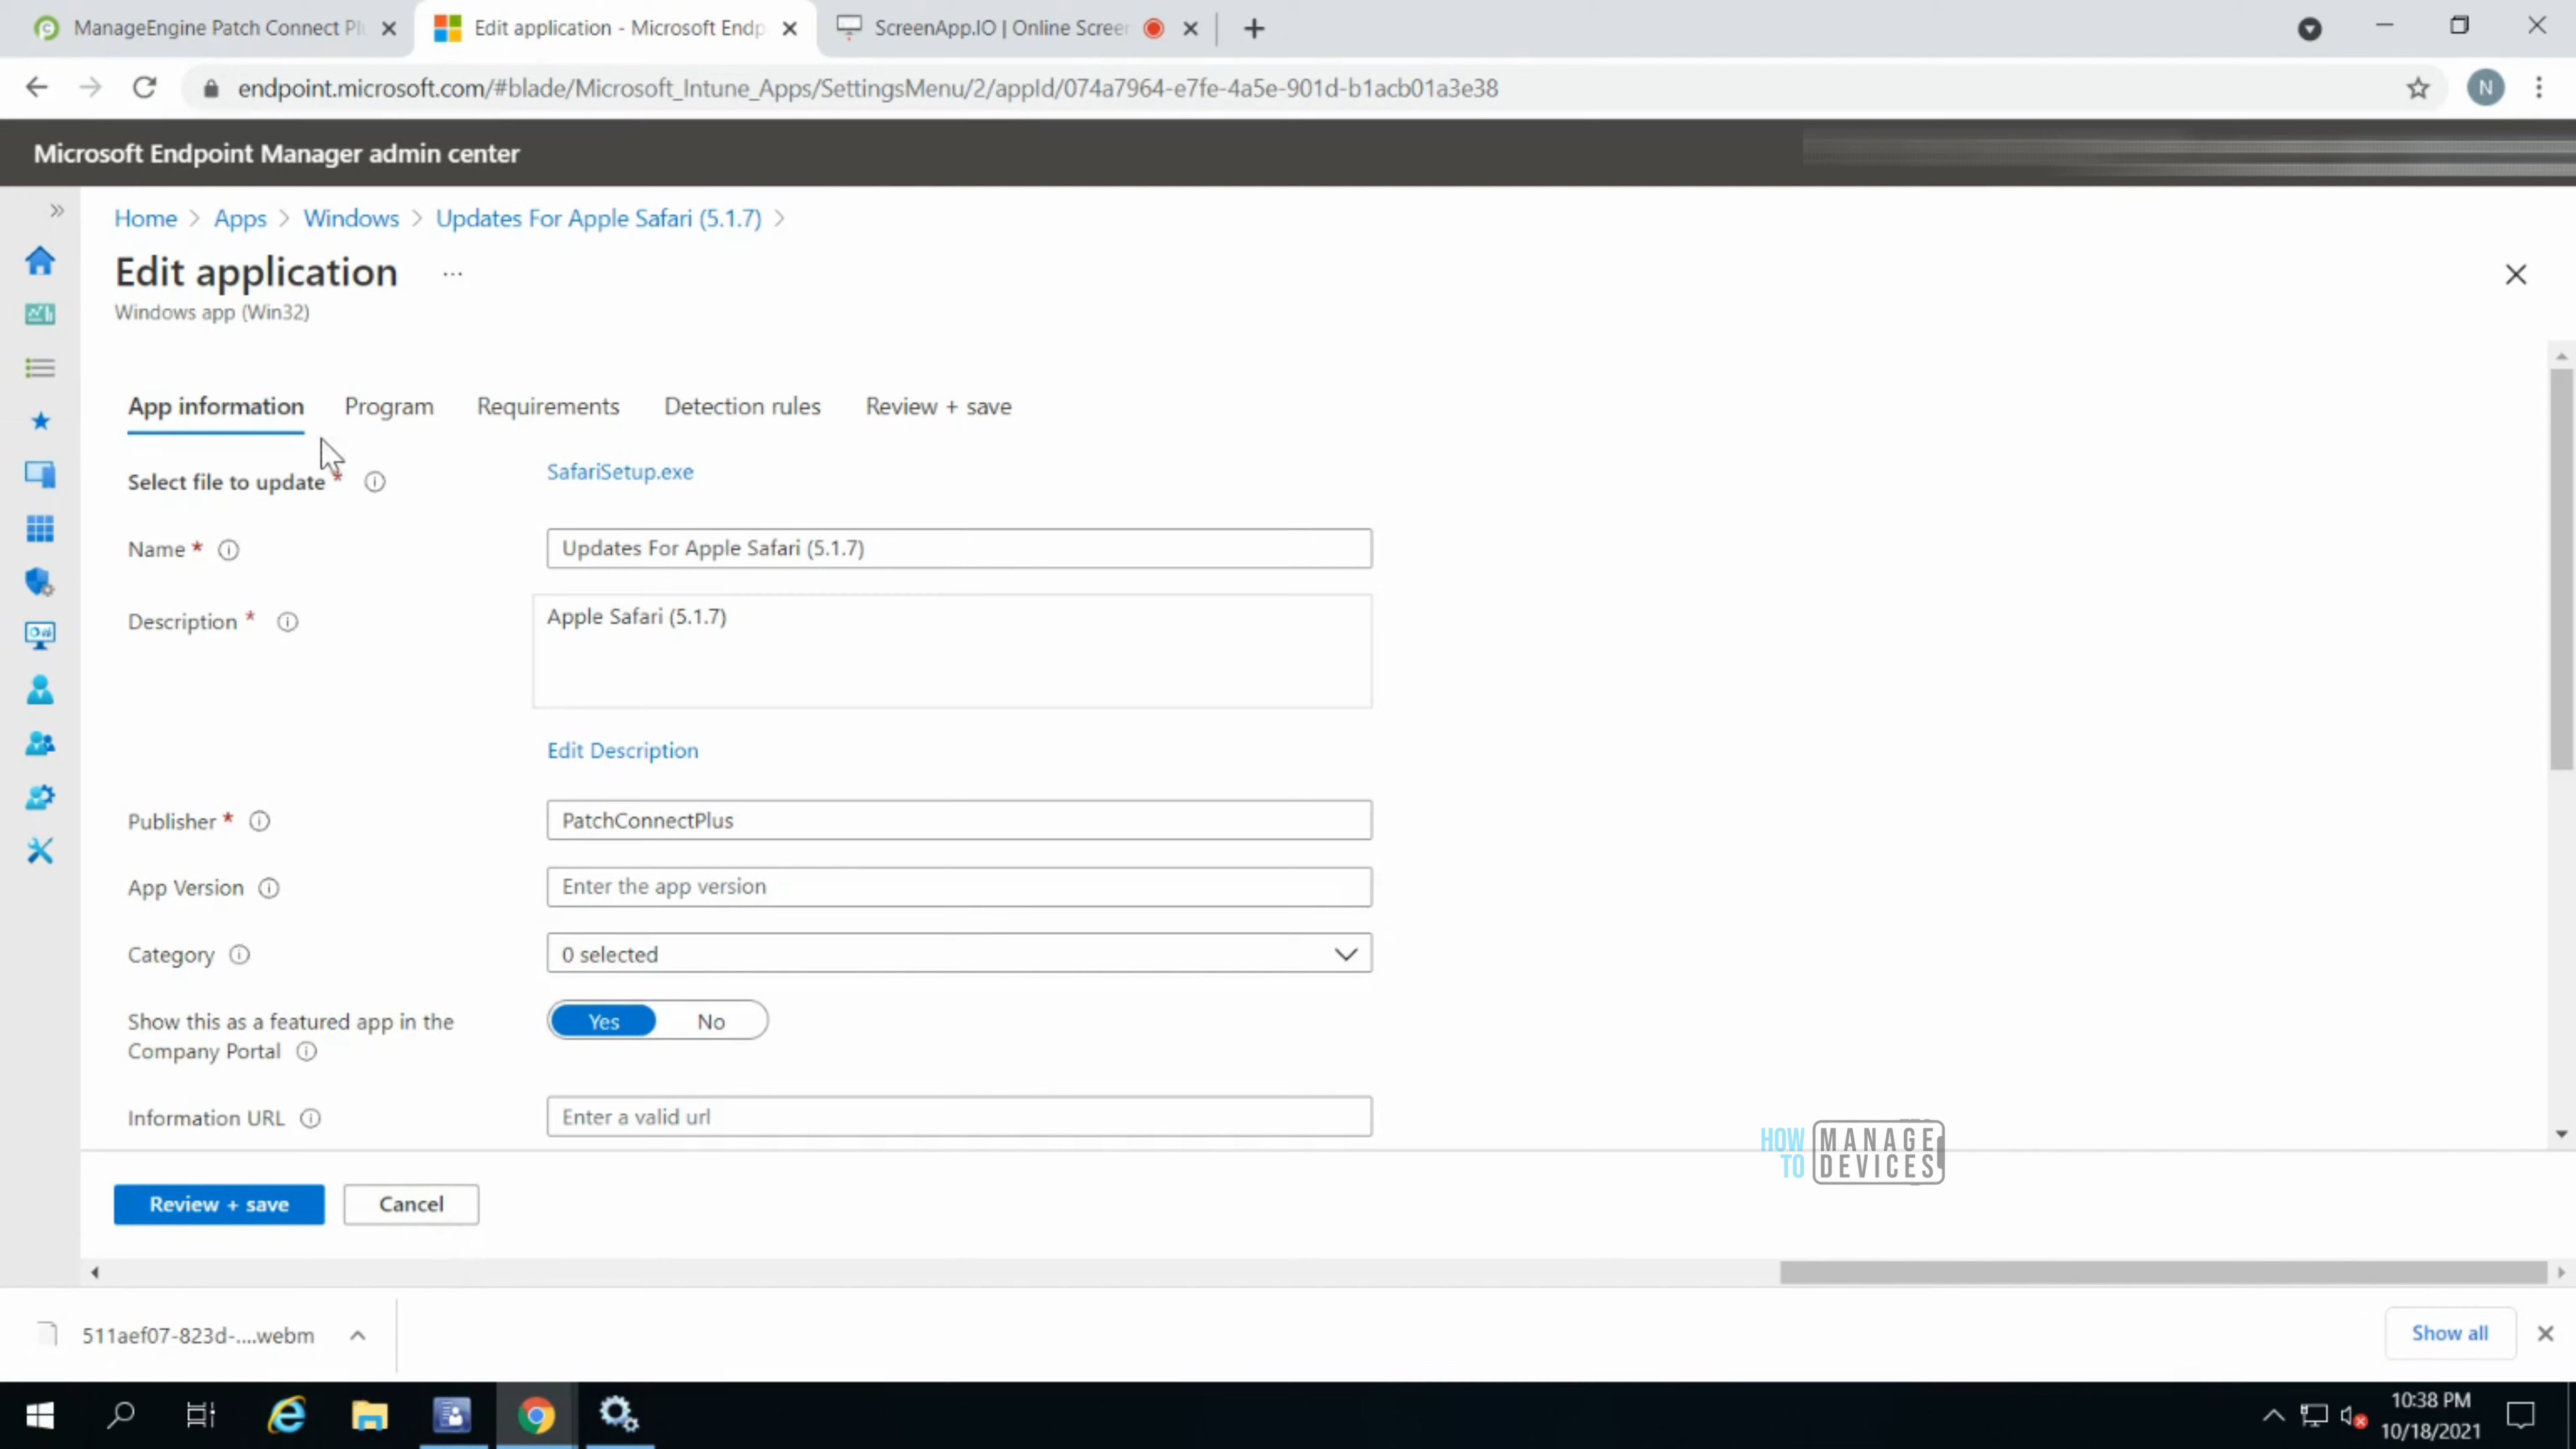 ManageEngine Patch Connect Plu
Edit application - Microsoft Endp
ScreenApp.IO | Online Screen
endpoint.microsoft.com/#blade/Microsoft_Intune_Apps/SettingsMenu/2/appId/074a7964-e7fe-4a5e-901d-b1acb01a3e38
N
Microsoft Endpoint Manager admin center
Home > Apps > Windows > Updates For Apple Safari (5.1.7) >
Edit application ...
Windows app (Win32)
App information Program Requirements Detection rules Review + save
Select file to update * SafariSetup.exe
Name * Updates For Apple Safari (5.1.7)
Description * Apple Safari (5.1.7)
Edit Description
Publisher * PatchConnectPlus
App Version Enter the app version
Category 0 selected
Show this as a featured app in the
Company Portal Yes No
Information URL Enter a valid url
HOW TO MANAGE DEVICES
Review + save Cancel
511aef07-823d-....webm
Show all
10:38 PM
10/18/2021